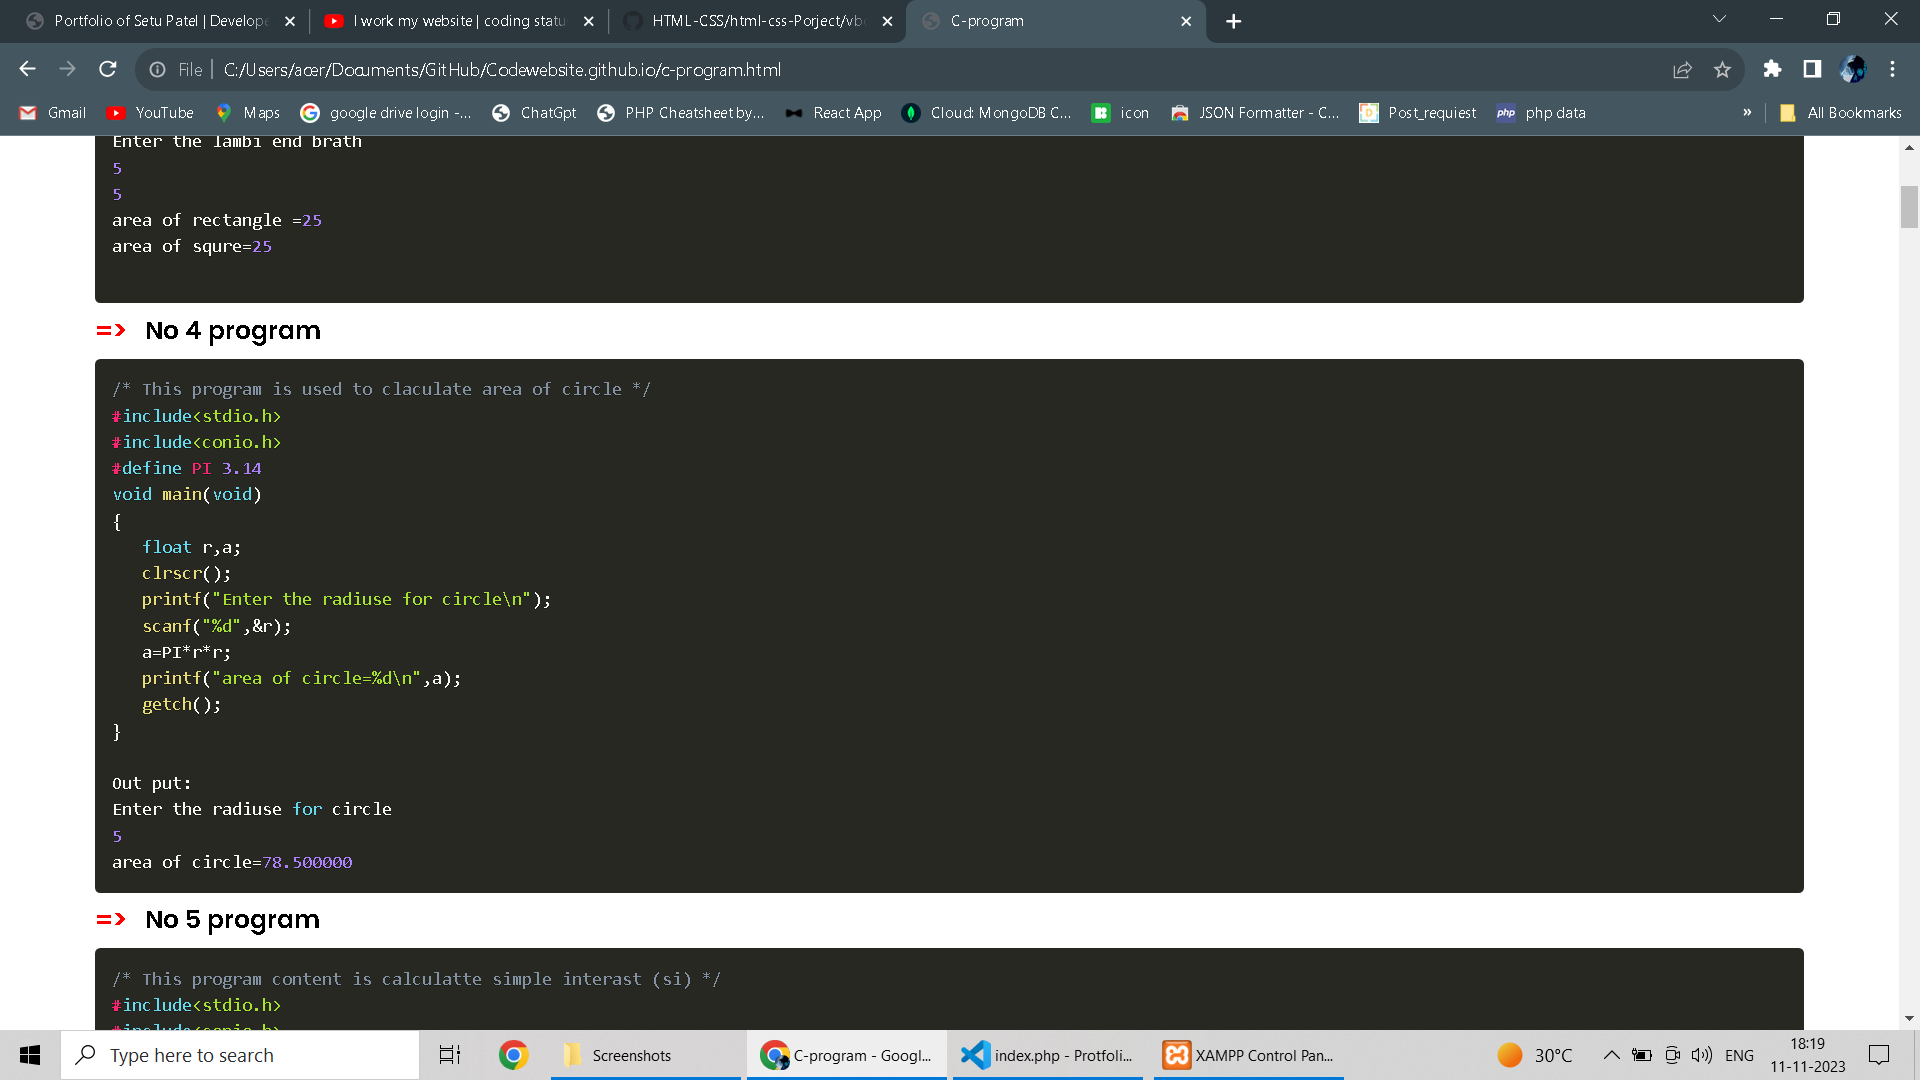 Portfolio of Setu Patel | Develope
I work my website | coding statu
HTML-CSS/html-css-Porject/vbc
C-program
File
C:/Users/acer/Documents/GitHub/Codewebsite.github.io/c-program.html
Gmail
YouTube
Maps
google drive login -...
ChatGpt
PHP Cheatsheet by...
React App
Cloud: MongoDB C...
icon
JSON Formatter - C...
Post_requiest
php data
»
All Bookmarks
Enter the lambi end brath
5
5
area of rectangle =25
area of squre=25
=> No 4 program
/* This program is used to claculate area of circle */
#include<stdio.h>
#include<conio.h>
#define PI 3.14
void main(void)
{
float r,a;
clrscr();
printf("Enter the radiuse for circle\n");
scanf("%d",&r);
a=PI*r*r;
printf("area of circle=%d\n",a);
getch();
}
Out put:
Enter the radiuse for circle
5
area of circle=78.500000
=> No 5 program
/* This program content is calculatte simple interast (si) */
#include<stdio.h>
#include<conio.h>
Type here to search
Screenshots
C-program - Googl...
index.php - Protfoli...
XAMPP Control Pan...
30°C
ENG
18:19
11-11-2023